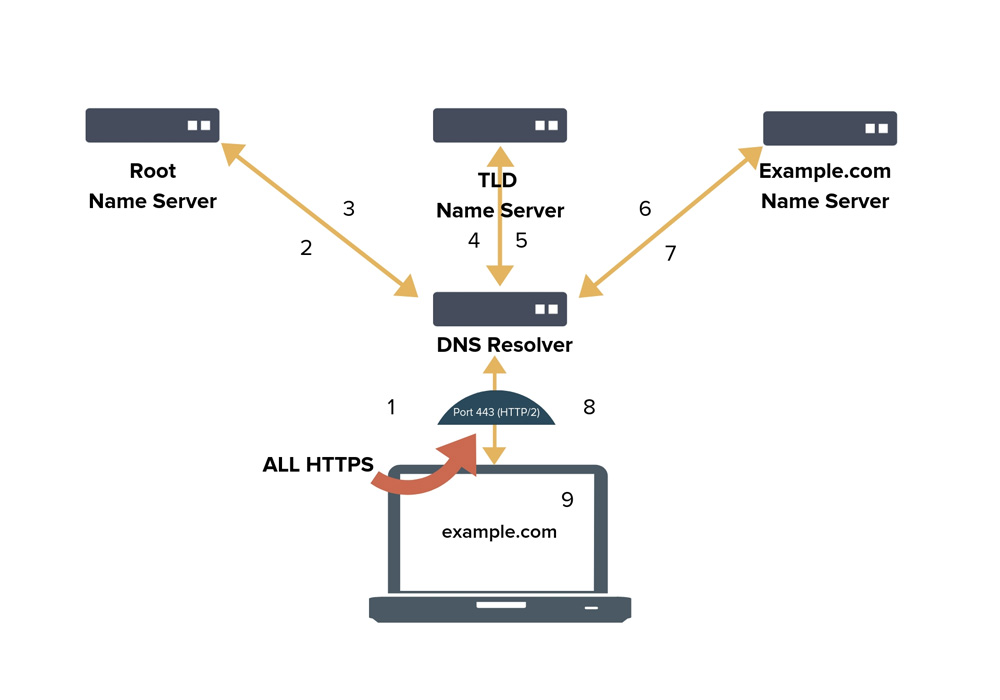 Root
Name Server
TLD
Name Server
Example.com
Name Server
3
2
4
5
6
7
DNS Resolver
1
Port 443 (HTTP/2)
8
ALL HTTPS
9
example.com